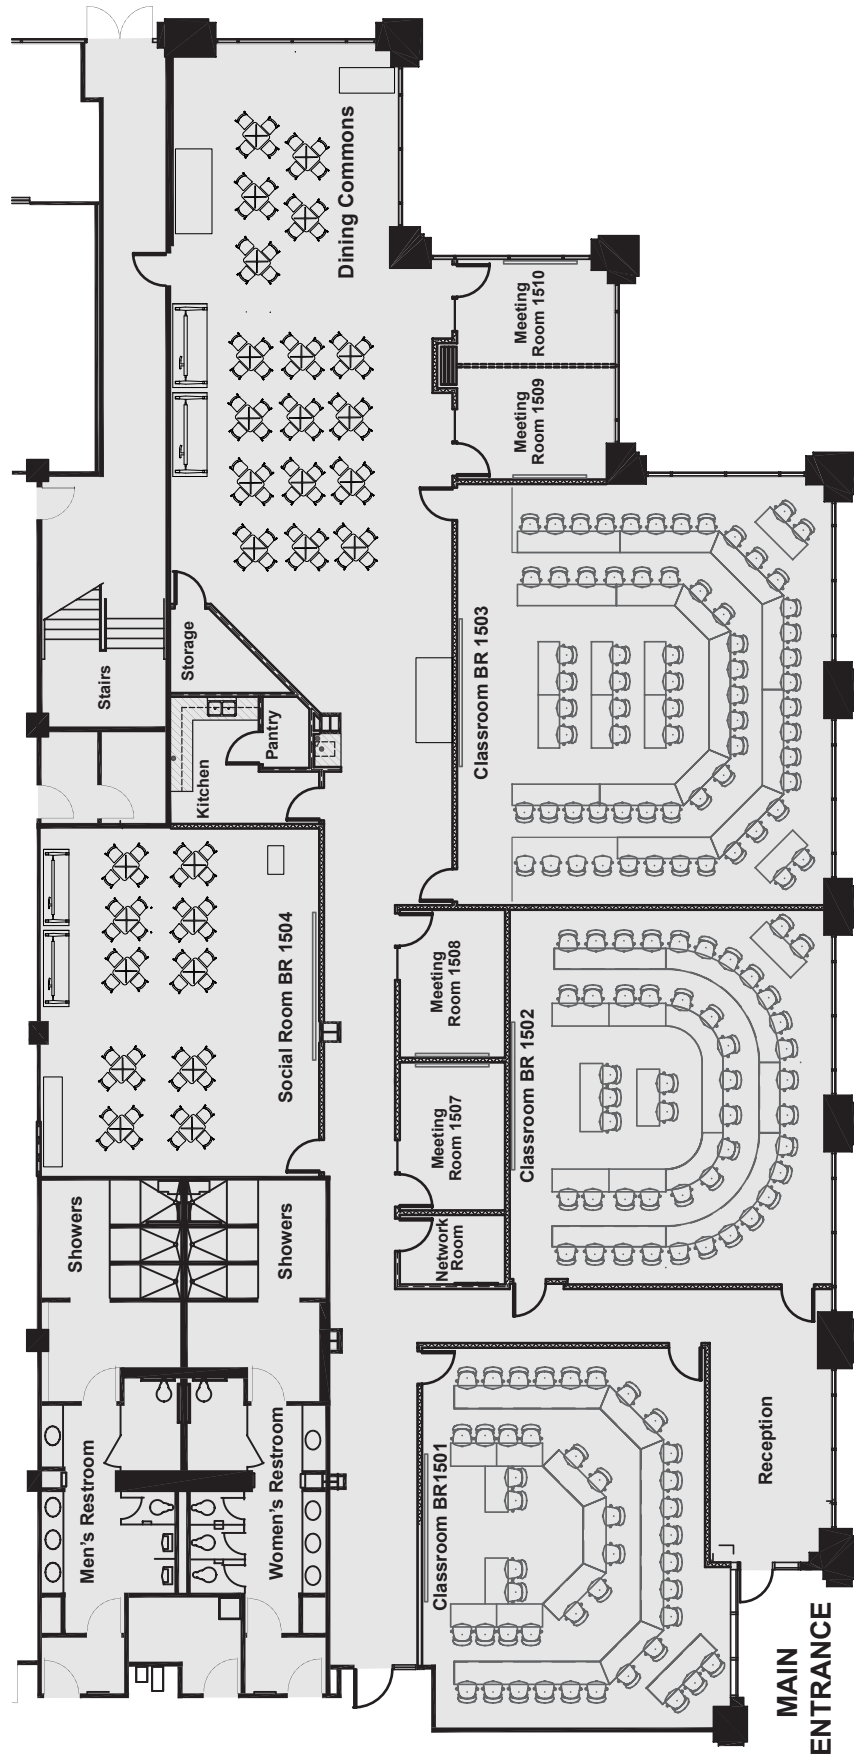 Dining Commons
Meeting
Room 1510
Meeting
Room 1509
Stairs
Storage
Kitchen
Pantry
Classroom BR 1503
Social Room BR 1504
Meeting
Room 1508
Meeting
Room 1507
Classroom BR 1502
Network
Room
Showers
Showers
Men's Restroom
Women's Restroom
Classroom BR1501
Reception
MAIN
ENTRANCE